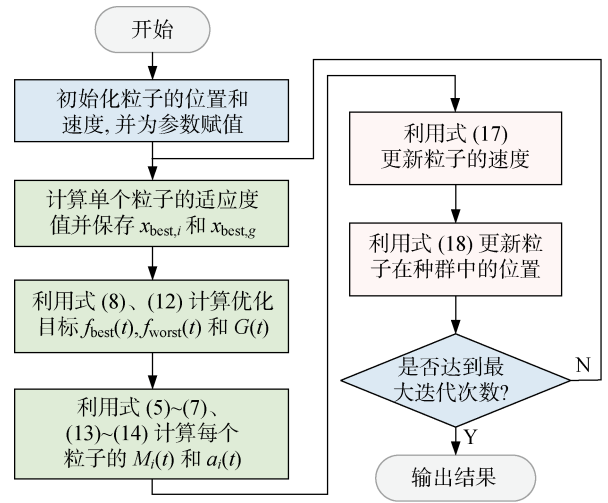 开始
初始化粒子的位置和
速度, 并为参数赋值
计算单个粒子的适应度
值并保存 xbest,i 和 xbest,g
利用式 (8)、(12) 计算优化
目标 fbest(t), fworst(t) 和 G(t)
利用式 (5)~(7)、
(13)~(14) 计算每个
粒子的 Mi(t) 和 ai(t)
利用式 (17)
更新粒子的速度
利用式 (18) 更新粒
子在种群中的位置
是否达到最
大迭代次数?
N
Y
输出结果